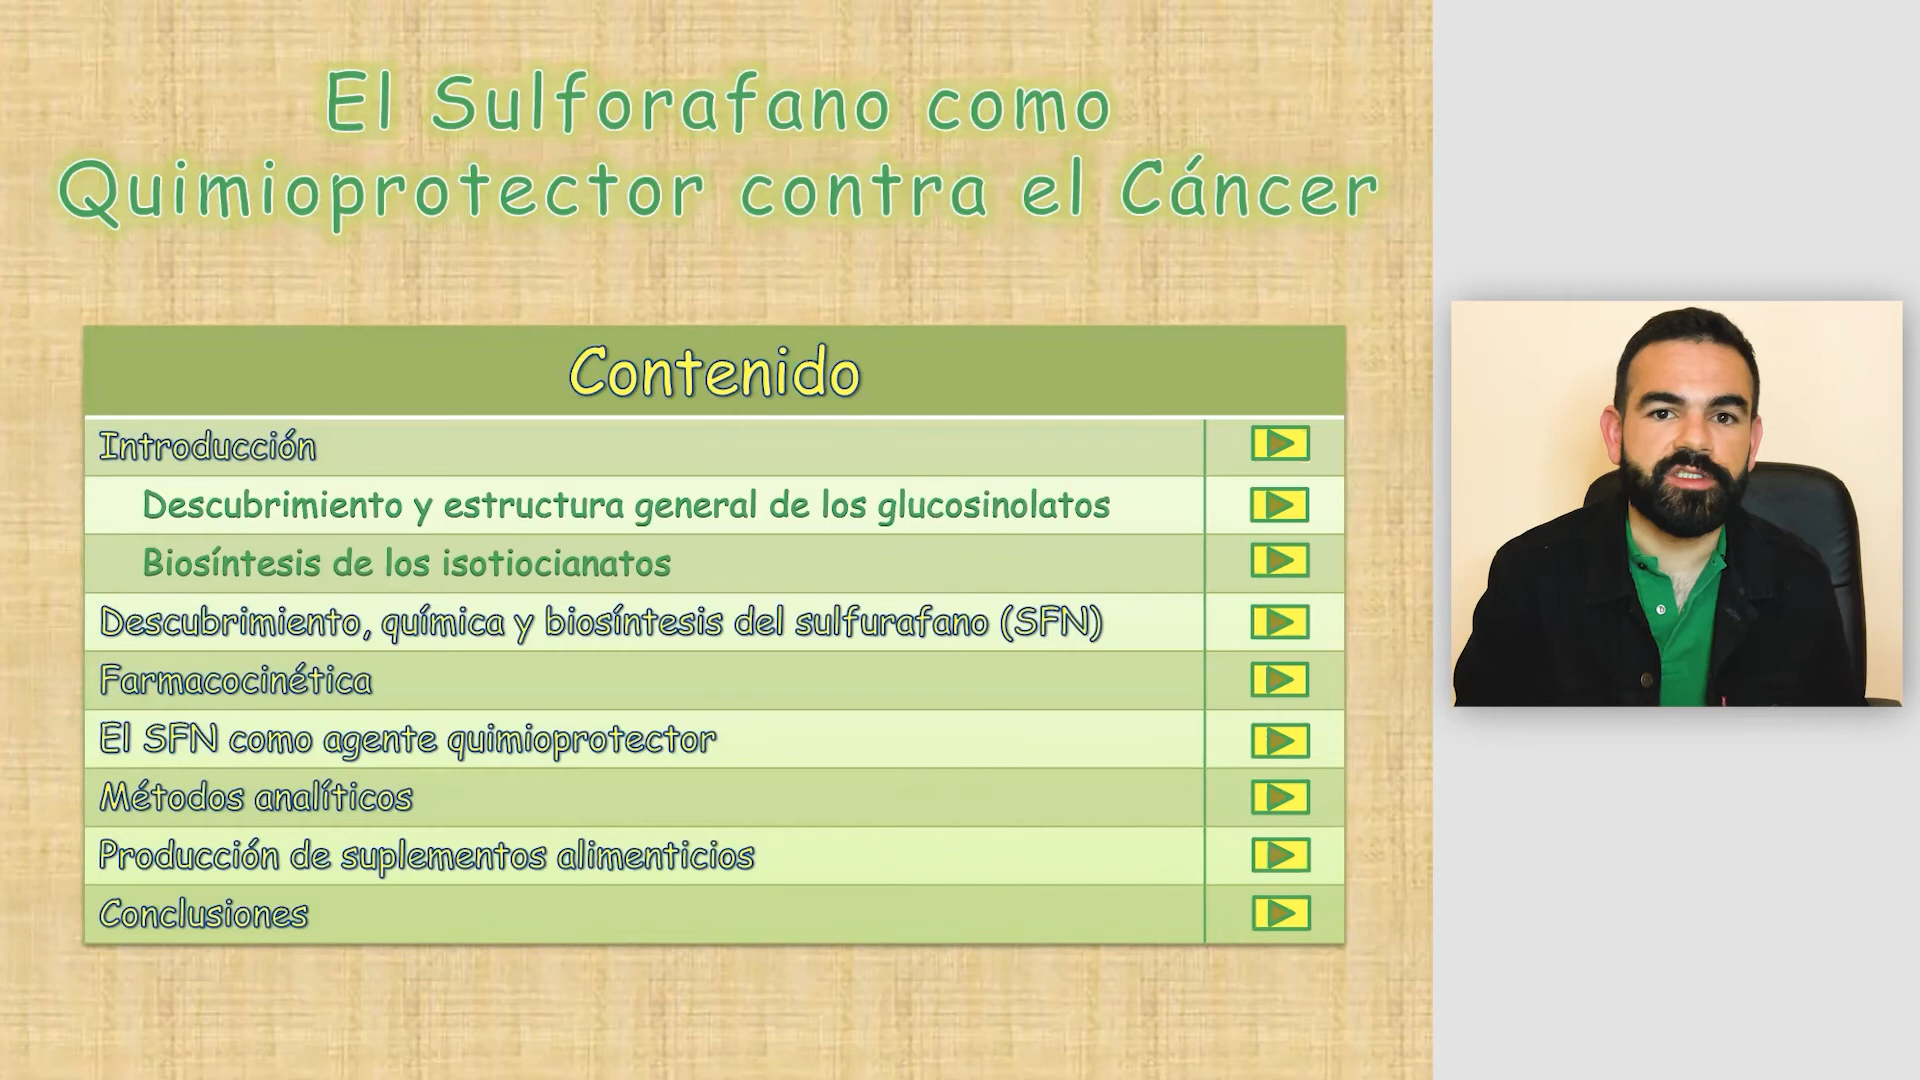 El Sulforafano como
Quimioprotector contra el Cáncer
Contenido
Introducción
Descubrimiento y estructura general de los glucosinolatos
Biosíntesis de los isotiocianatos
Descubrimiento, química y biosíntesis del sulfurafano (SFN)
Farmacocinética
El SFN como agente quimioprotector
Métodos analíticos
Producción de suplementos alimenticios
Conclusiones